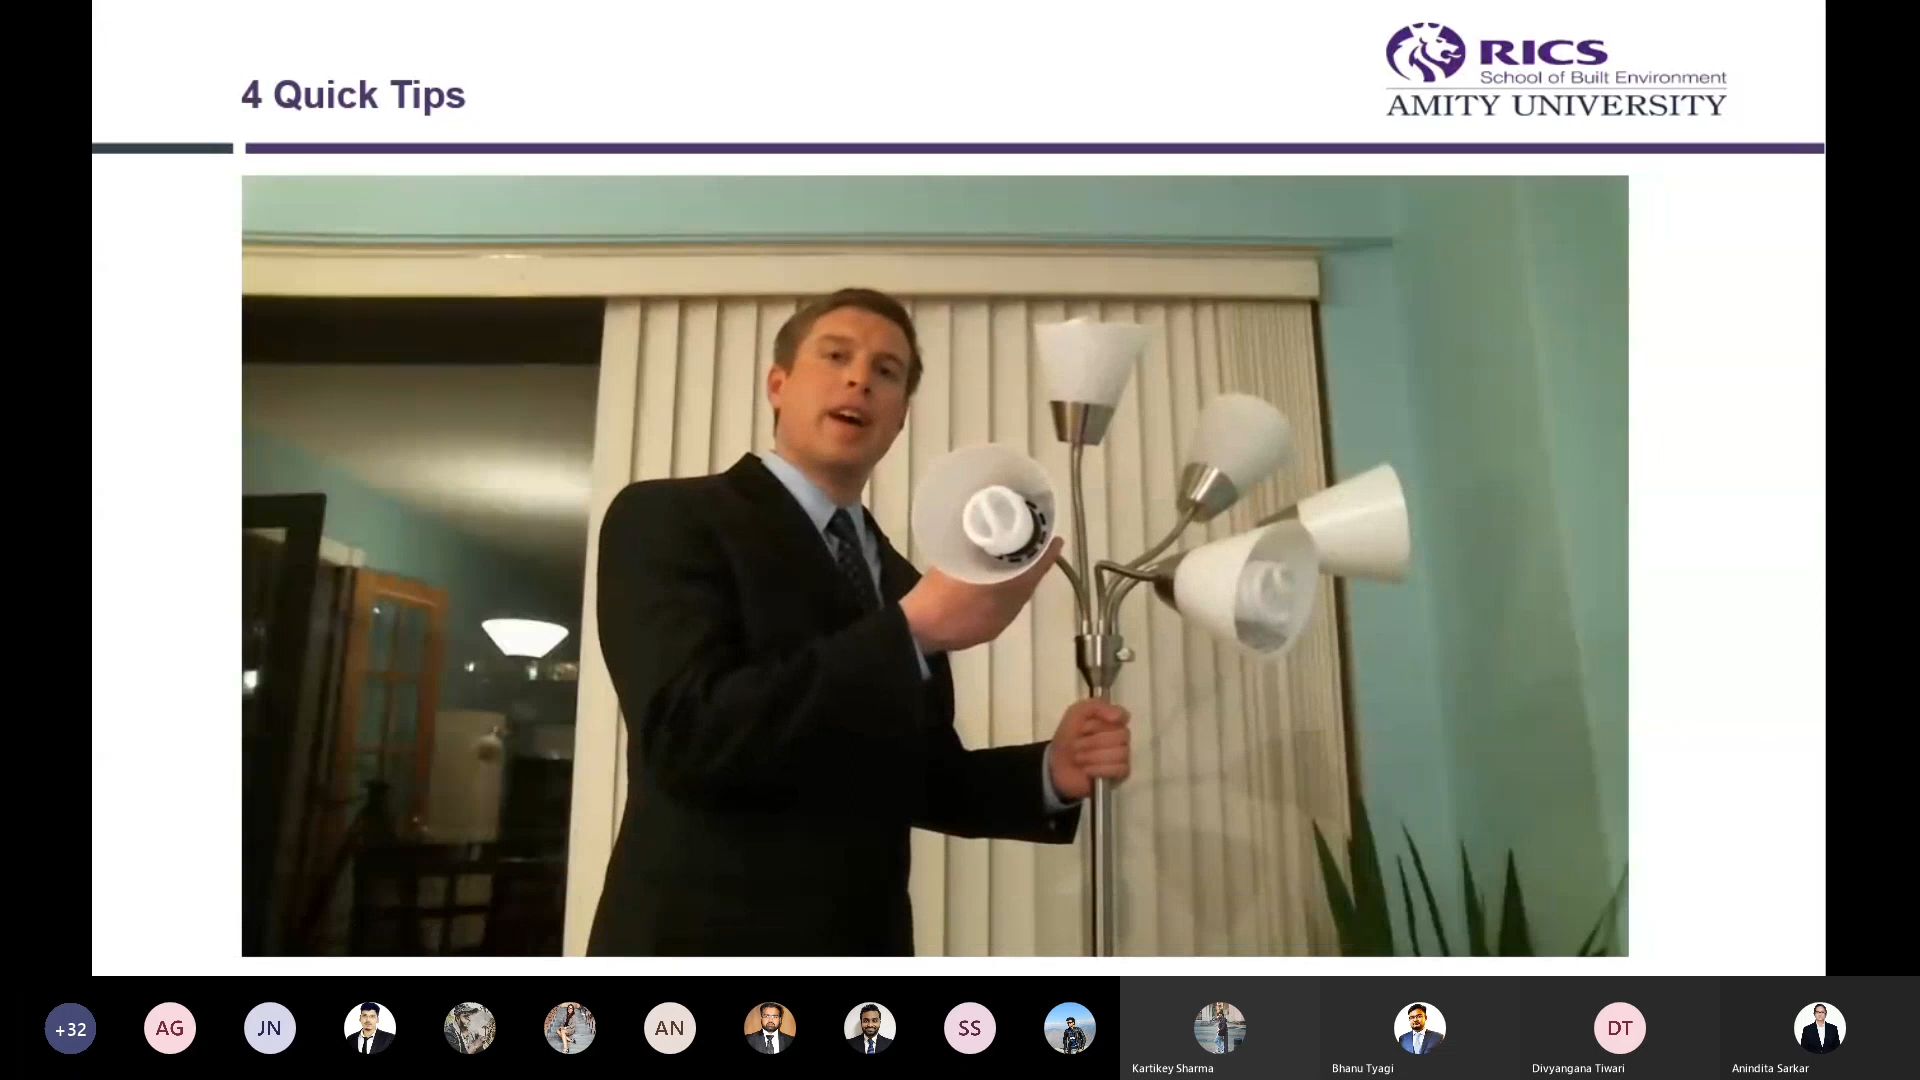 4 Quick Tips
RICS
School of Built Environment
AMITY UNIVERSITY
+32
AG
JN
AN
SS
DT
Kartikey Sharma
Bhanu Tyagi
Divyangana Tiwari
Anindita Sarkar